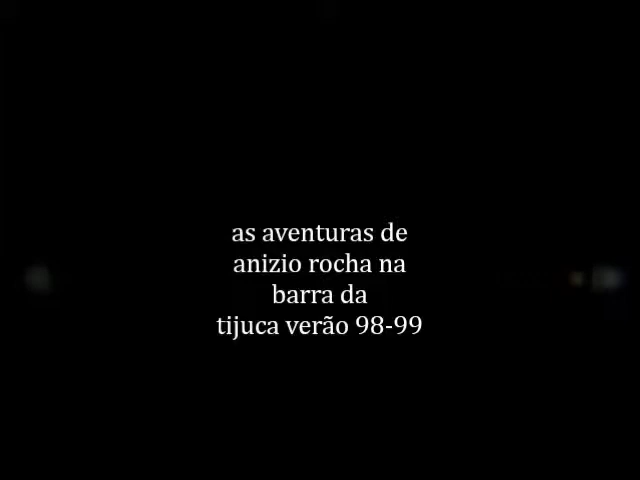 as aventuras de
anizio rocha na
barra da
tijuca verão 98-99